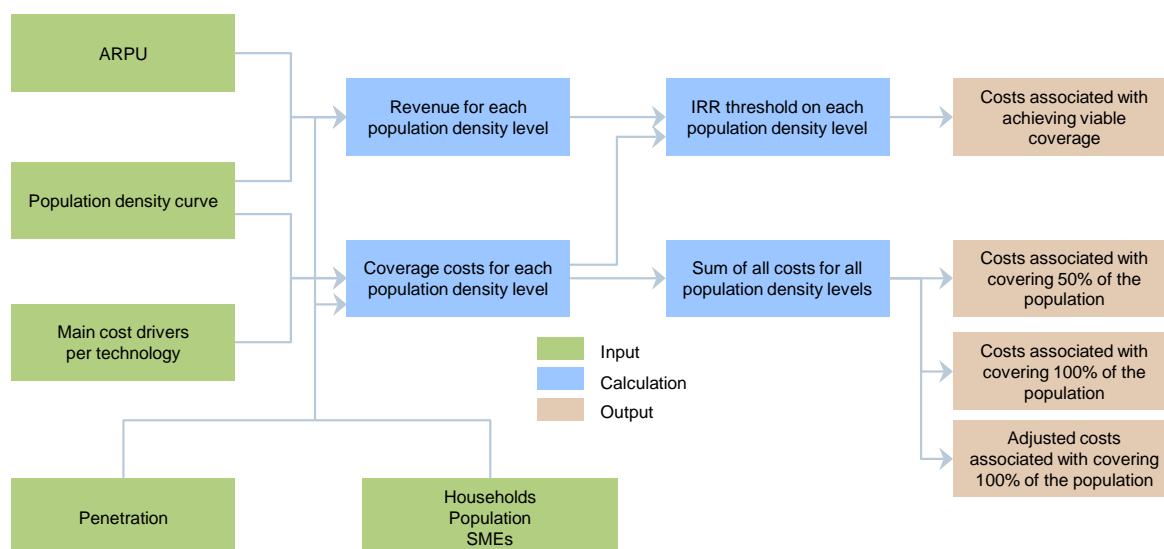 ARPU
Revenue for each
population density level
IRR threshold on each
population density level
Costs associated with
achieving viable
coverage
Population density curve
Coverage costs for each
population density level
Sum of all costs for all
population density levels
Costs associated with
covering 50% of the
population
Main cost drivers
per technology
Input
Calculation
Output
Costs associated with
covering 100% of the
population
Adjusted costs
associated with covering
100% of the population
Penetration
Households
Population
SMEs